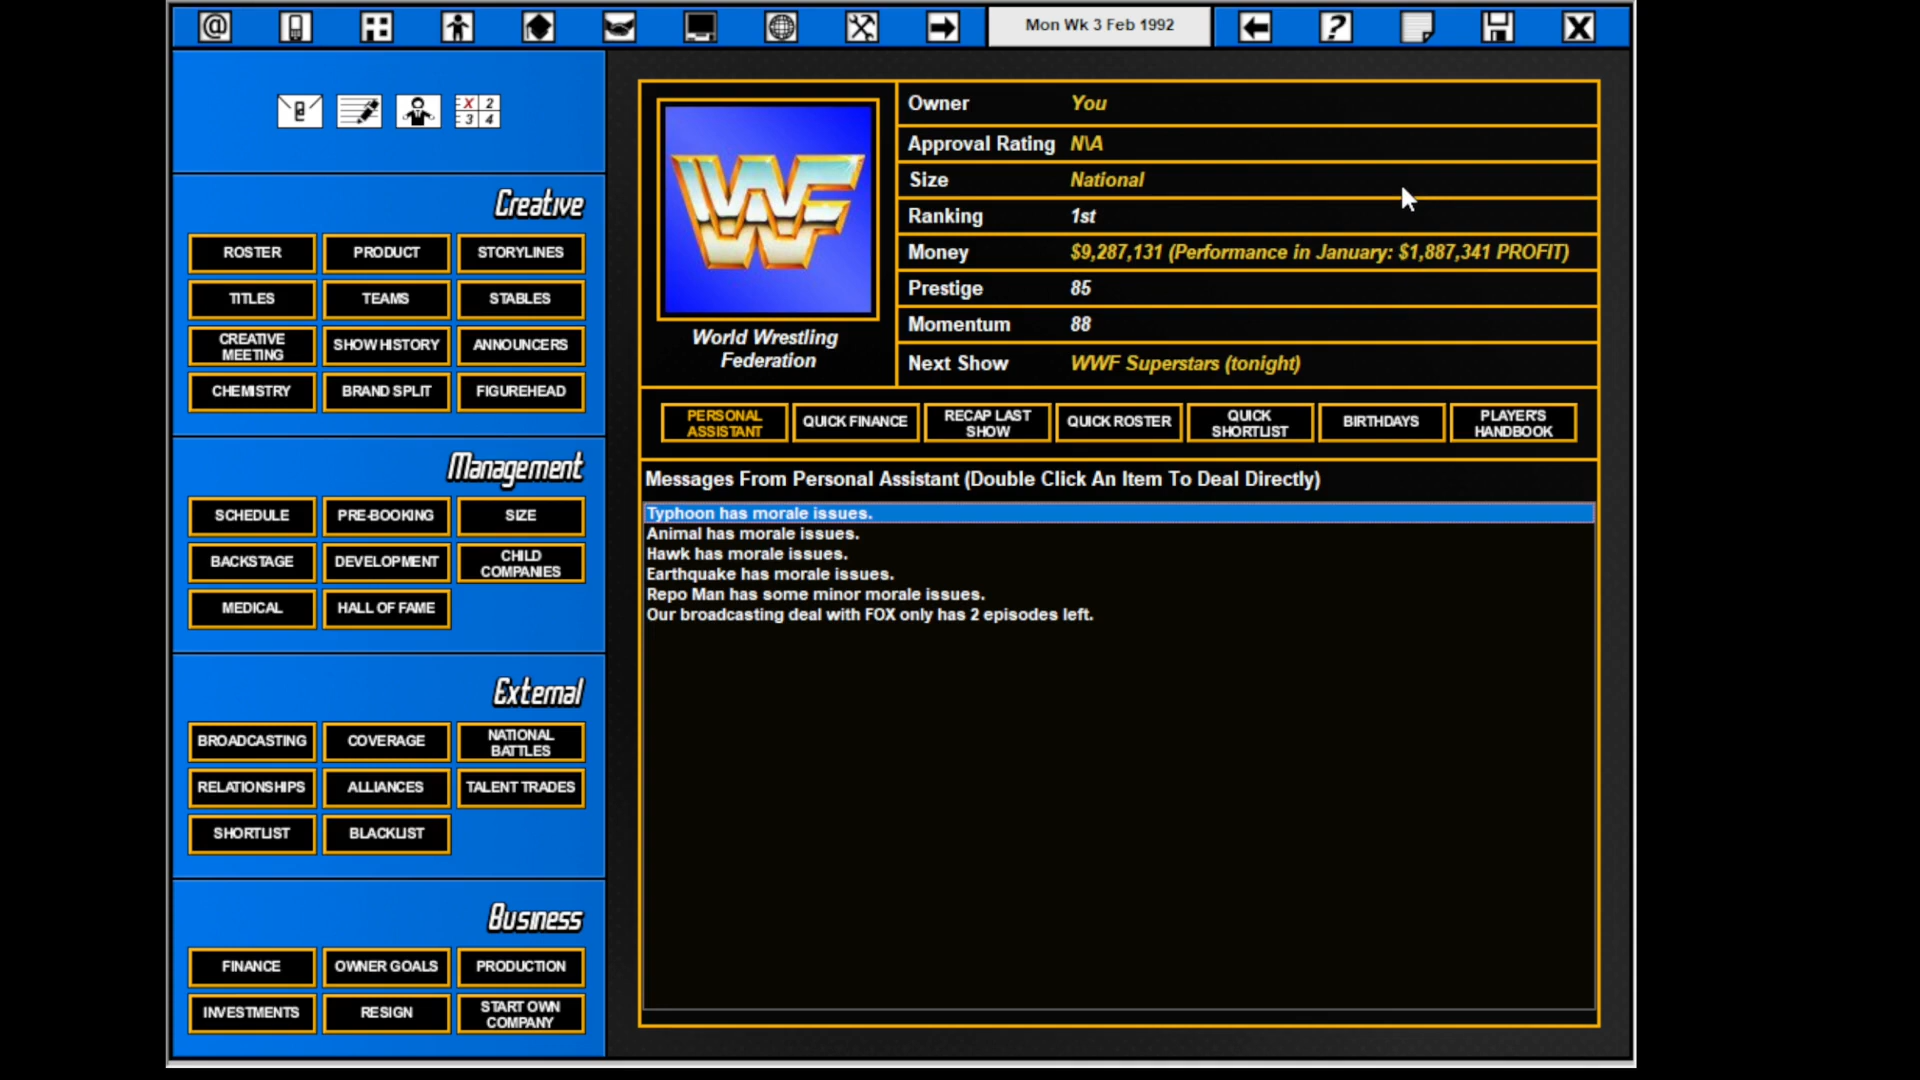 @
Mon Wk 3 Feb 1992
?
X
X 2
3 4
Creative
ROSTER
PRODUCT
STORYLINES
TITLES
TEAMS
STABLES
CREATIVE
MEETING
SHOW HISTORY
ANNOUNCERS
CHEMISTRY
BRAND SPLIT
FIGUREHEAD
Management
SCHEDULE
PRE-BOOKING
SIZE
BACKSTAGE
DEVELOPMENT
CHILD
COMPANIES
MEDICAL
HALL OF FAME
External
BROADCASTING
COVERAGE
NATIONAL
BATTLES
RELATIONSHIPS
ALLIANCES
TALENT TRADES
SHORTLIST
BLACKLIST
Business
FINANCE
OWNER GOALS
PRODUCTION
INVESTMENTS
RESIGN
START OWN
COMPANY
WWF
World Wrestling
Federation
Owner You
Approval Rating N\A
Size National
Ranking 1st
Money $9,287,131 (Performance in January: $1,887,341 PROFIT)
Prestige 85
Momentum 88
Next Show WWF Superstars (tonight)
PERSONAL
ASSISTANT
QUICK FINANCE
RECAP LAST
SHOW
QUICK ROSTER
QUICK
SHORTLIST
BIRTHDAYS
PLAYER'S
HANDBOOK
Messages From Personal Assistant (Double Click An Item To Deal Directly)
Typhoon has morale issues.
Animal has morale issues.
Hawk has morale issues.
Earthquake has morale issues.
Repo Man has some minor morale issues.
Our broadcasting deal with FOX only has 2 episodes left.